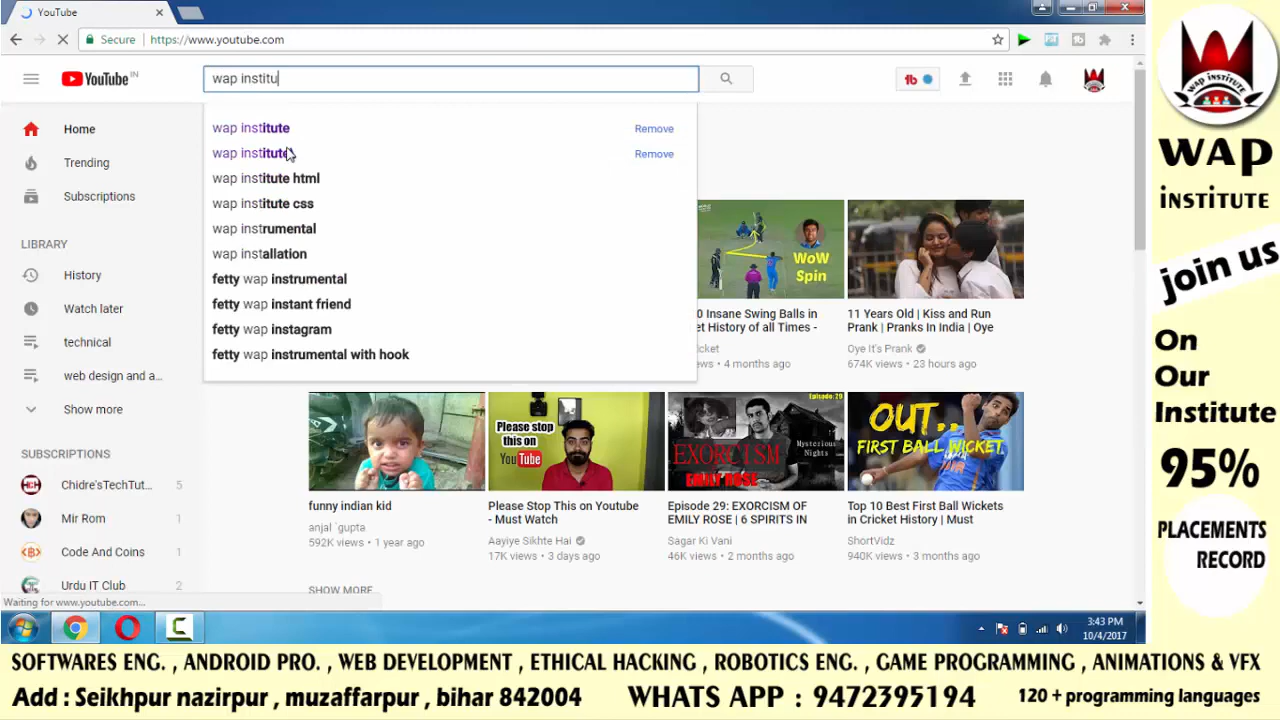 YouTube
Secure
https://www.youtube.com
YouTube IN
wap institu
wap institute
Remove
wap institute
Remove
wap institute html
wap institute css
wap instrumental
wap installation
fetty wap instrumental
fetty wap instant friend
fetty wap instagram
fetty wap instrumental with hook
Home
Trending
Subscriptions
LIBRARY
History
Watch later
technical
web design and a...
Show more
SUBSCRIPTIONS
Chidre'sTechTut... 5
Mir Rom 1
Code And Coins 1
Urdu IT Club 2
WoW
Spin
0 Insane Swing Balls in
et History of all Times -
cket
ews • 4 months ago
11 Years Old | Kiss and Run
Prank | Pranks In India | Oye
Oye It's Prank
674K views • 23 hours ago
funny indian kid
anjal `gupta
592K views • 1 year ago
Please stop
this on
YouTube
Please Stop This on Youtube
- Must Watch
Aayiye Sikhte Hai
17K views • 3 days ago
Episode: 29
Mysterious
Nights
EXORCISM
EMILY ROSE
Episode 29: EXORCISM OF
EMILY ROSE | 6 SPIRITS IN
Sagar Ki Vani
46K views • 2 months ago
OUT..
FIRST BALL WICKET
Top 10 Best First Ball Wickets
in Cricket History | Must
ShortVidz
940K views • 3 months ago
SHOW MORE
Waiting for www.youtube.com...
3:43 PM
10/4/2017
WAP INSTITUTE
WAP
INSTITUTE
join us
On
Our
Institute
95%
PLACEMENTS
RECORD
SOFTWARES ENG. , ANDROID PRO. , WEB DEVELOPMENT , ETHICAL HACKING , ROBOTICS ENG. , GAME PROGRAMMING , ANIMATIONS & VFX
Add : Seikhpur nazirpur , muzaffarpur , bihar 842004
WHATS APP : 9472395194
120 + programming languages